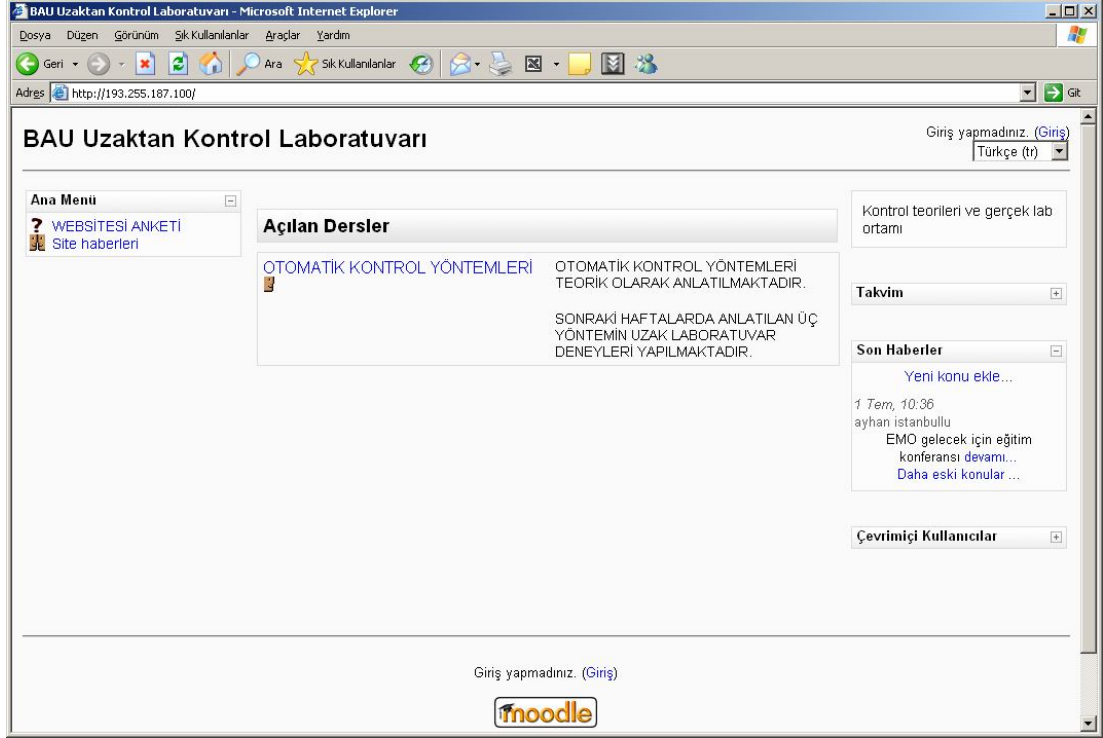 BAU Uzaktan Kontrol Laboratuvarı - Microsoft Internet Explorer
Dosya Düzen Görünüm Sık Kullanılanlar Araçlar Yardım
Geri Ara Sık Kullanılanlar
Adres http://193.255.187.100/ Git
BAU Uzaktan Kontrol Laboratuvarı
Giriş yapmadınız. (Giriş)
Türkçe (tr)
Ana Menü
WEBSİTESİ ANKETİ
Site haberleri
Açılan Dersler
OTOMATİK KONTROL YÖNTEMLERİ
OTOMATİK KONTROL YÖNTEMLERİ
TEORİK OLARAK ANLATILMAKTADIR.
SONRAKİ HAFTALARDA ANLATILAN ÜÇ
YÖNTEMİN UZAK LABORATUVAR
DENEYLERİ YAPILMAKTADIR.
Kontrol teorileri ve gerçek lab
ortamı
Takvim
Son Haberler
Yeni konu ekle...
1 Tem, 10:36
ayhan istanbullu
EMO gelecek için eğitim
konferansı devamı...
Daha eski konular ...
Çevrimiçi Kullanıcılar
Giriş yapmadınız. (Giriş)
moodle